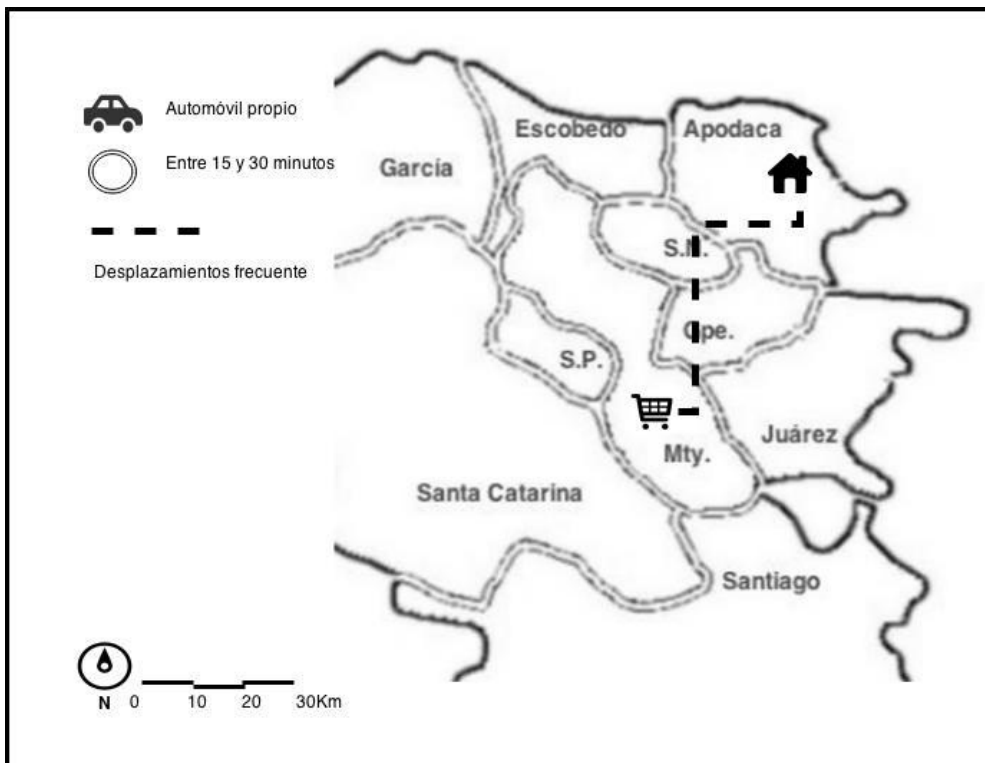 Automóvil propio
Entre 15 y 30 minutos
Desplazamientos frecuente
Escobedo
Apodaca
García
S.N.
Gpe.
S.P.
Juárez
Mty.
Santa Catarina
Santiago
N
0 10 20 30Km